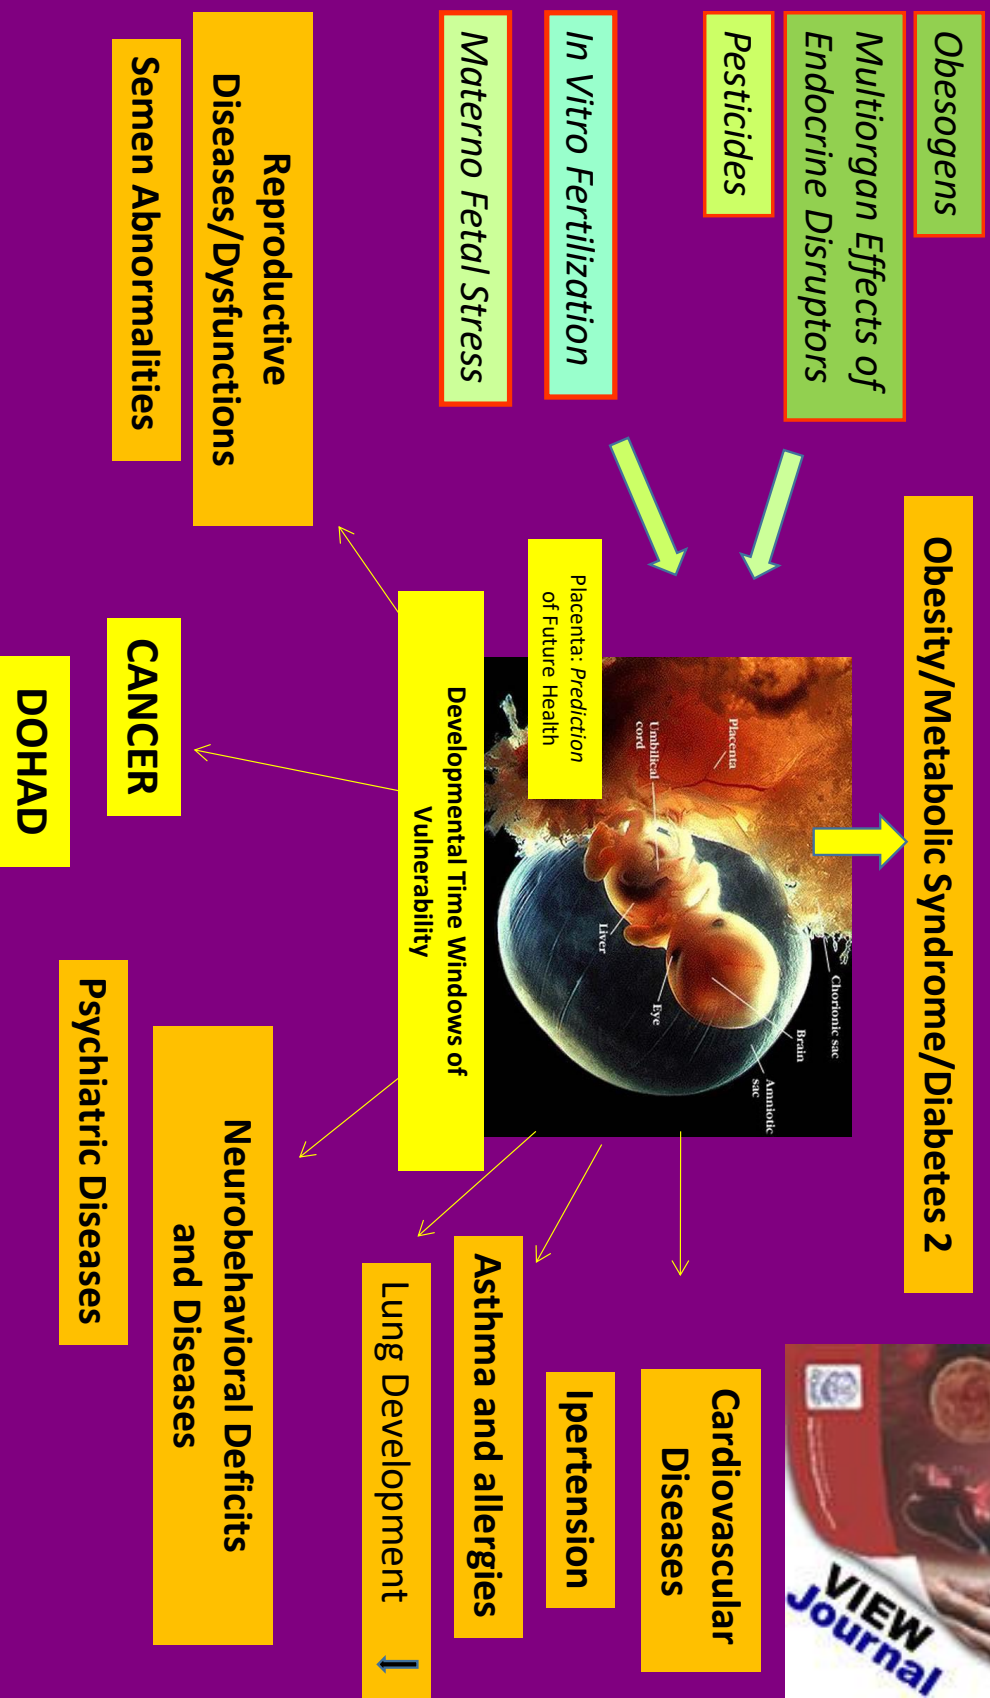 Obesogens
Multiorgan Effects of
Endocrine Disruptors
Pesticides
In Vitro Fertilization
Materno Fetal Stress
Reproductive
Diseases/Dysfunctions
Semen Abnormalities
Obesity/Metabolic Syndrome/Diabetes 2
Placenta: Prediction
of Future Health
Placenta
Umbilical
cord
Liver
Eye
Brain
Chorionic sac
Amniotic
sac
Developmental Time Windows of
Vulnerability
CANCER
DOHAD
VIEW
Journal
Cardiovascular
Diseases
Ipertension
Asthma and allergies
Lung Development
Neurobehavioral Deficits
and Diseases
Psychiatric Diseases